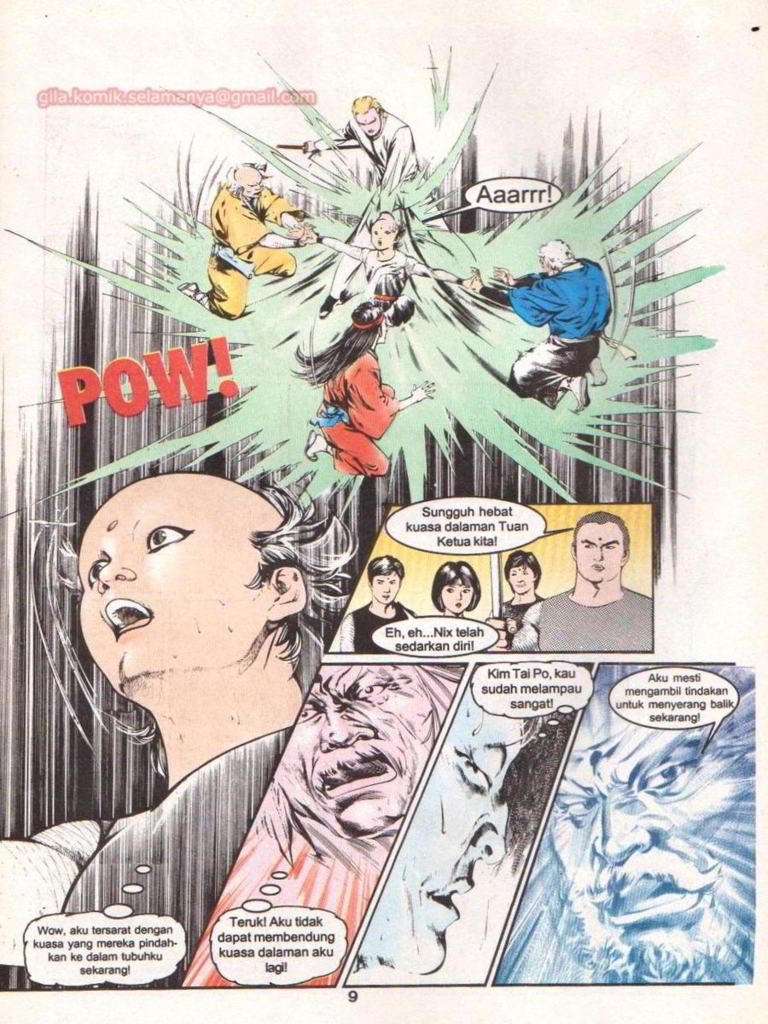 gila.komik.selamanya@gmail.com
Aaarrr!
POW!
Sungguh hebat
kuasa dalaman Tuan
Ketua kita!
Eh, eh...Nix telah
sedarkan diri!
Wow, aku tersarat dengan
kuasa yang mereka pindah-
kan ke dalam tubuhku
sekarang!
Teruk! Aku tidak
dapat membendung
kuasa dalaman aku
lagi!
Kim Tai Po, kau
sudah melampau
sangat!
Aku mesti
mengambil tindakan
untuk menyerang balik
sekarang!
9